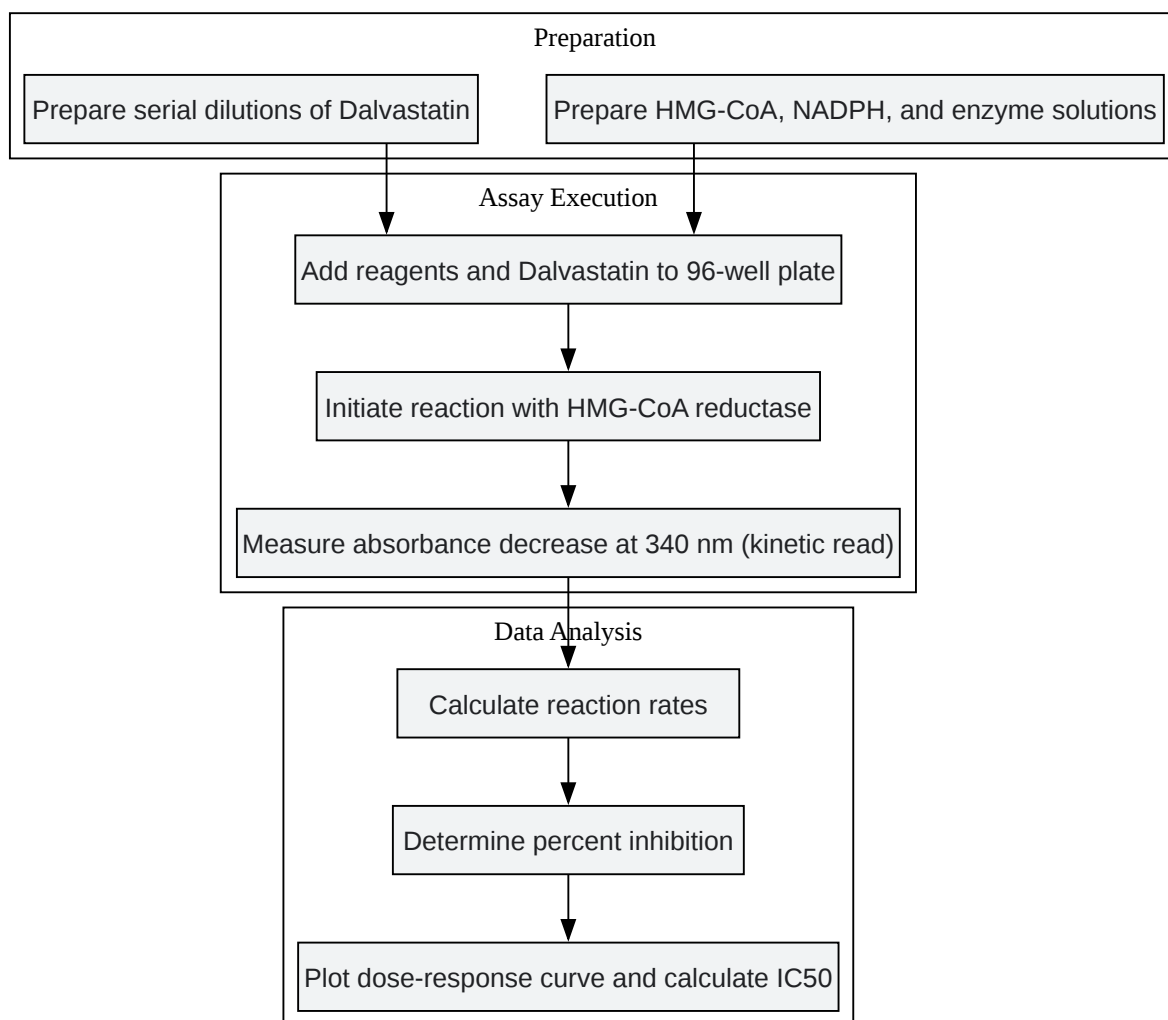 Preparation
Prepare serial dilutions of Dalvastatin
Prepare HMG-CoA, NADPH, and enzyme solutions
Assay Execution
Add reagents and Dalvastatin to 96-well plate
Initiate reaction with HMG-CoA reductase
Measure absorbance decrease at 340 nm (kinetic read)
Data Analysis
Calculate reaction rates
Determine percent inhibition
Plot dose-response curve and calculate IC50